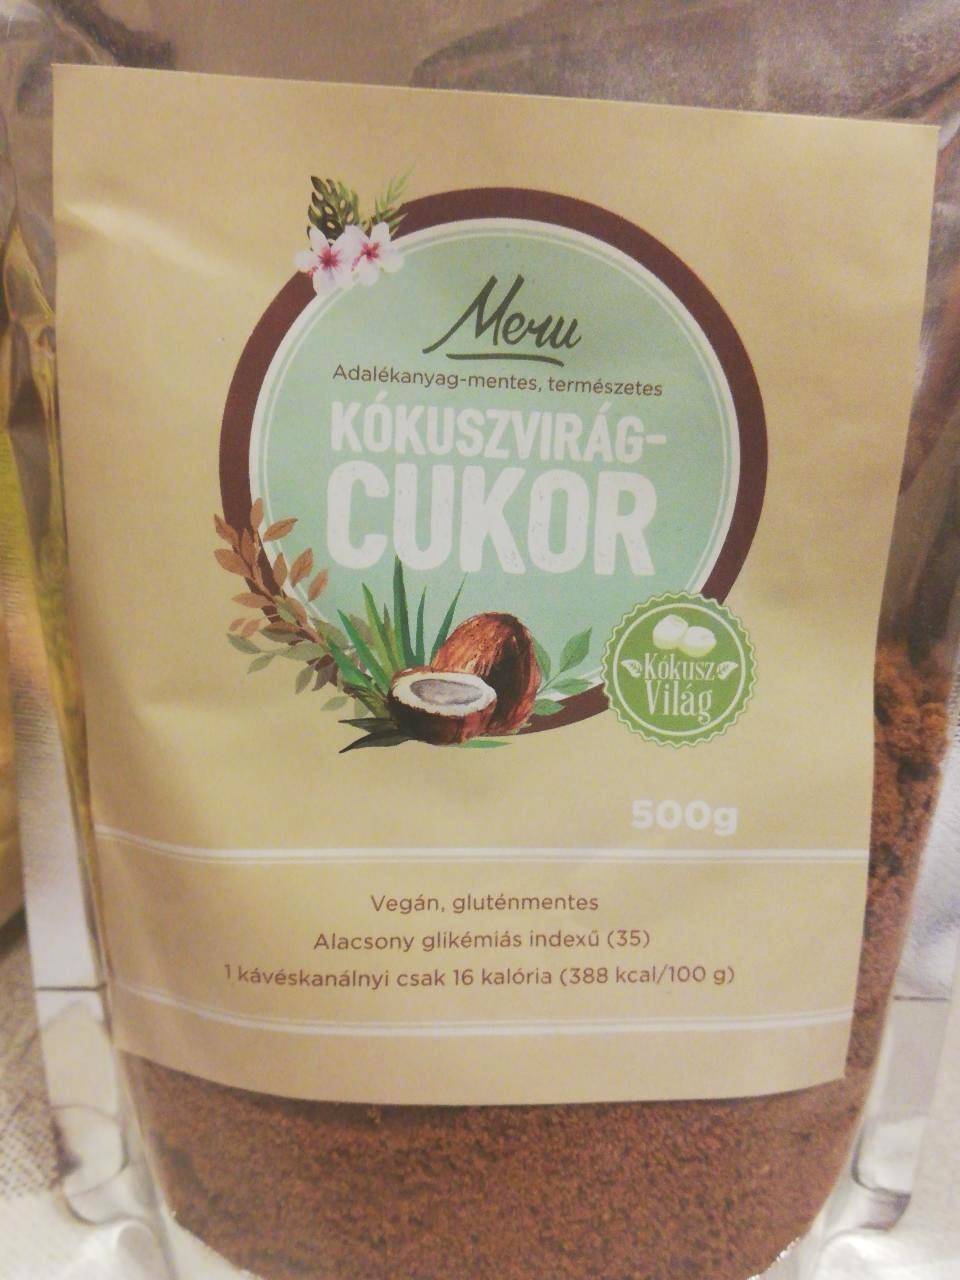 Meru
Adalékanyag-mentes, természetes
KÓKUSZVIRÁG-
CUKOR
Kókusz
Világ
500g
Vegán, gluténmentes
Alacsony glikémiás indexű (35)
1 kávéskanálnyi csak 16 kalória (388 kcal/100 g)